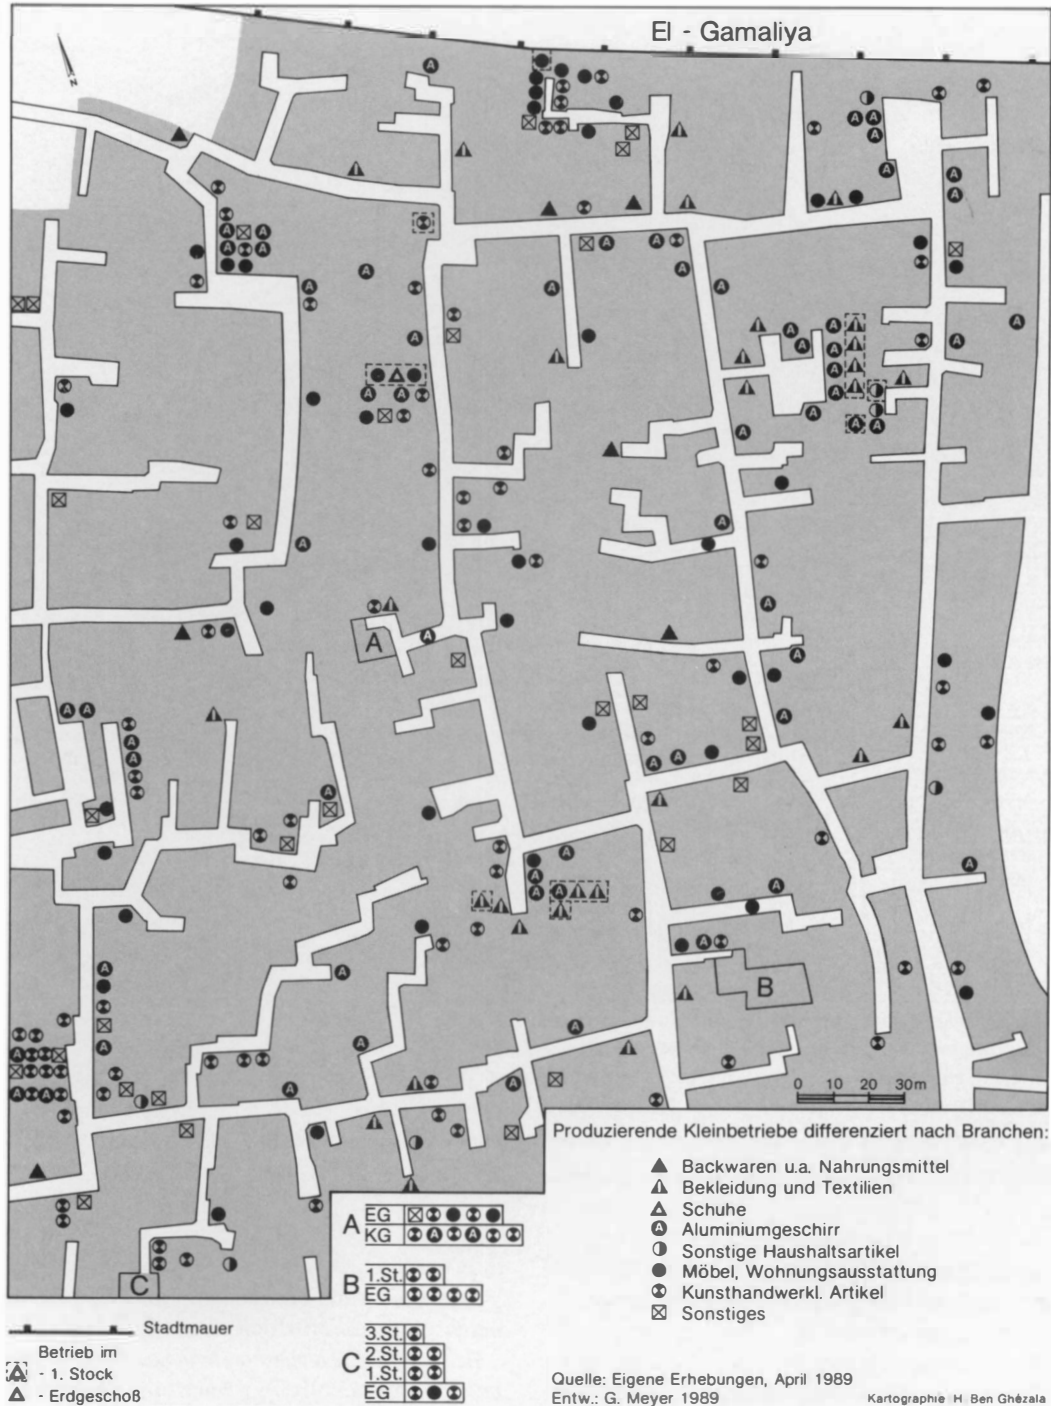 El - Gamaliya
N
A
B
C
0 10 20 30m
Produzierende Kleinbetriebe differenziert nach Branchen:
Backwaren u.a. Nahrungsmittel
Bekleidung und Textilien
Schuhe
Aluminiumgeschirr
Sonstige Haushaltsartikel
Möbel, Wohnungsausstattung
Kunsthandwerkl. Artikel
Sonstiges
A EG
KG
B 1.St.
EG
C 3.St.
2.St.
1.St.
EG
Stadtmauer
Betrieb im
- 1. Stock
- Erdgeschoß
Quelle: Eigene Erhebungen, April 1989
Entw.: G. Meyer 1989
Kartographie H. Ben Ghézala